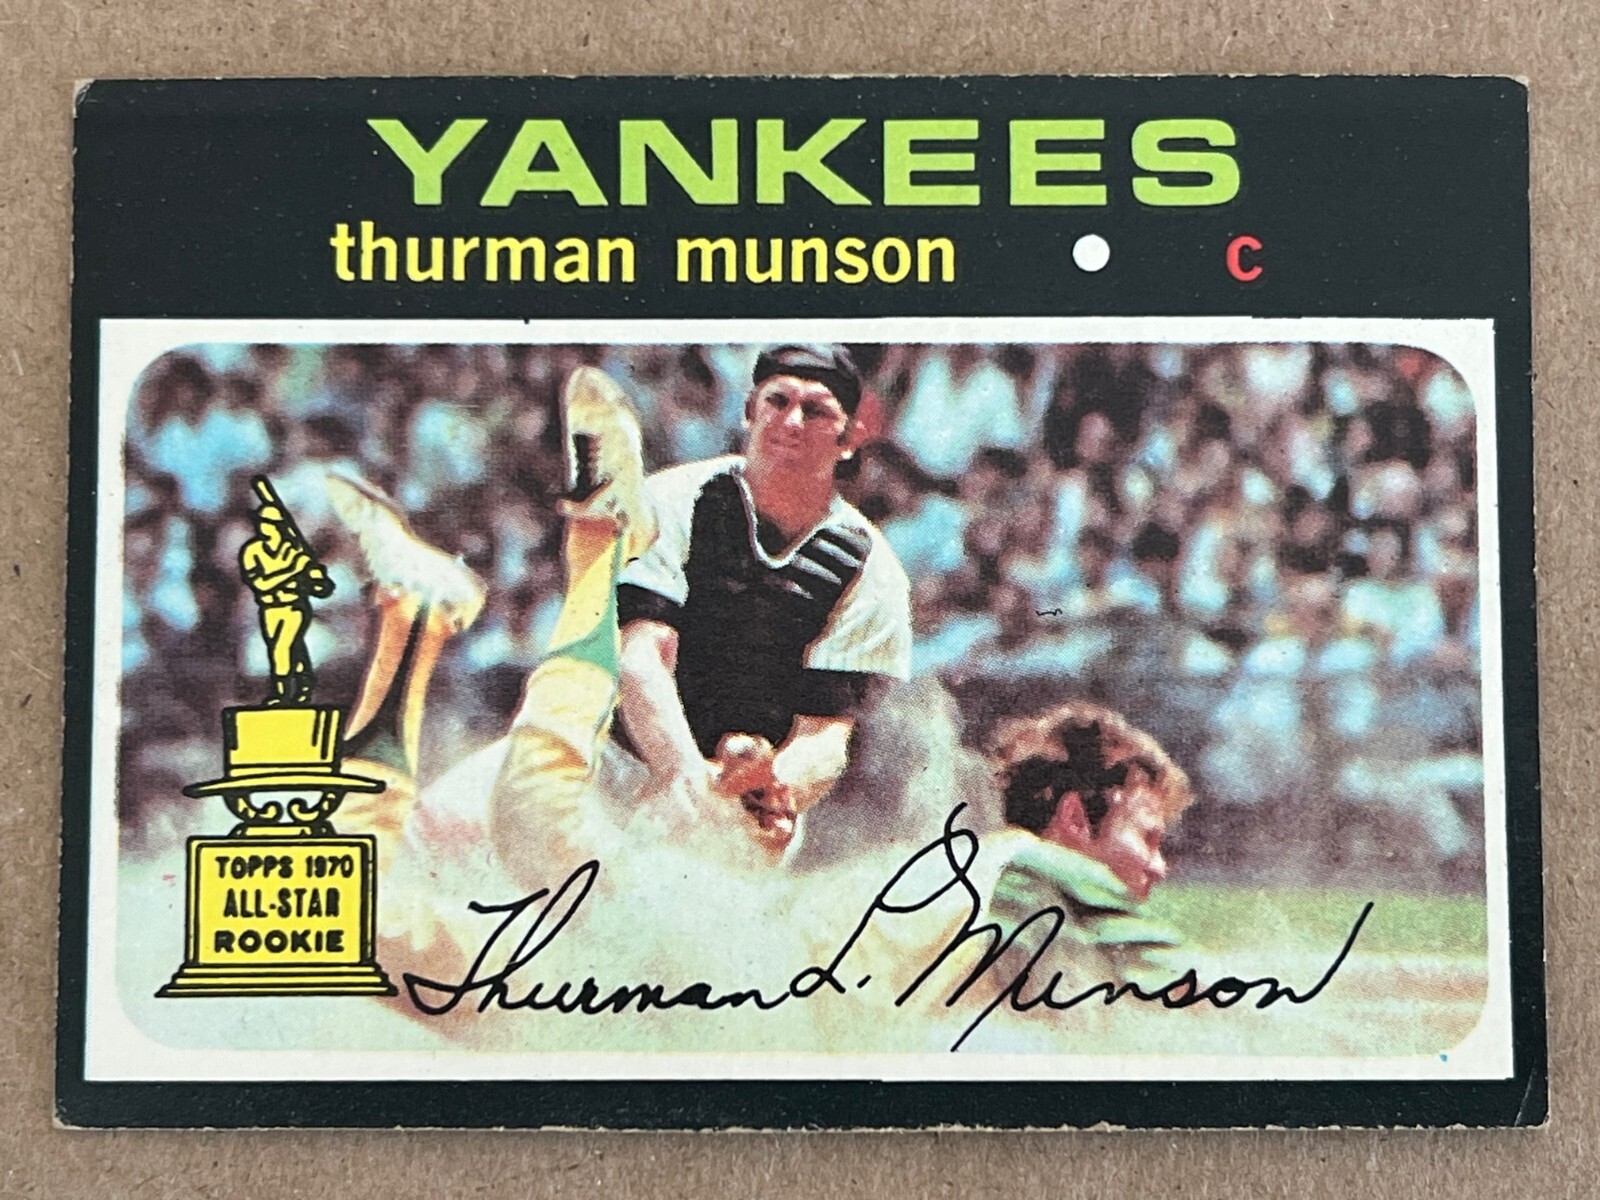 YANKEES
thurman munson • c
TOPPS 1970
ALL-STAR
ROOKIE
Thurman L. Munson